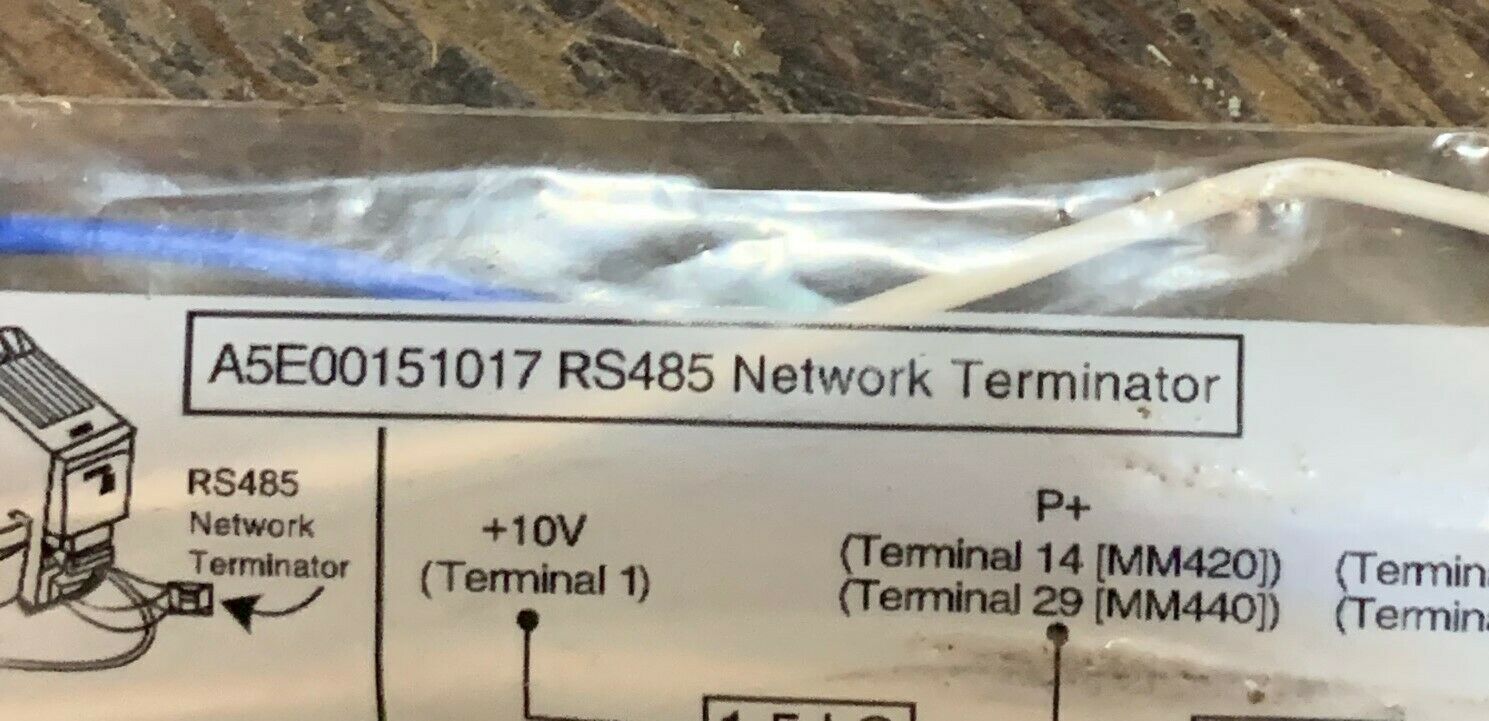 A5E00151017 RS485 Network Terminator
RS485
Network
Terminator
+10V
(Terminal 1)
P+
(Terminal 14 [MM420])
(Terminal 29 [MM440])